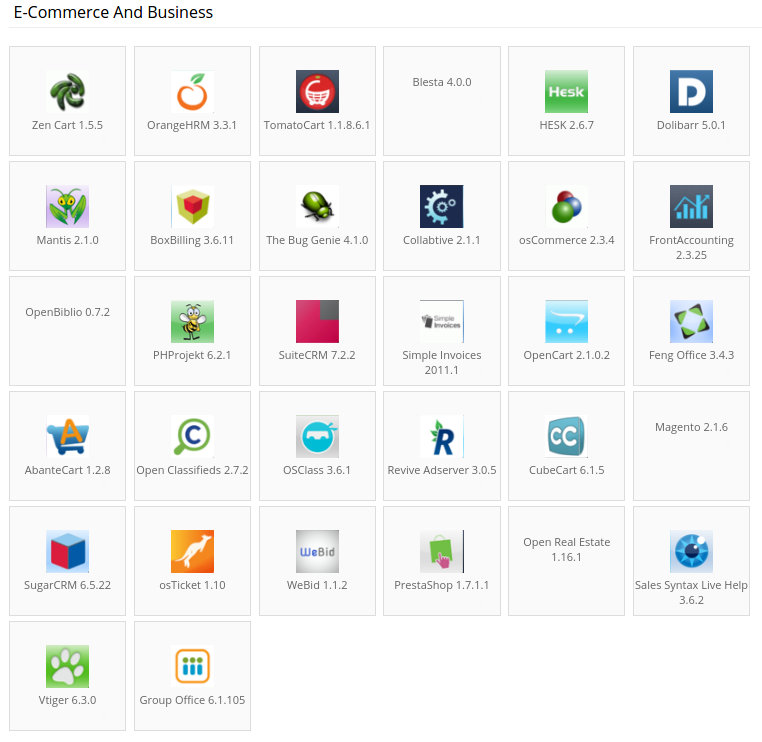 E-Commerce And Business
Zen Cart 1.5.5
OrangeHRM 3.3.1
TomatoCart 1.1.8.6.1
Blesta 4.0.0
Hesk
HESK 2.6.7
D
Dolibarr 5.0.1
Mantis 2.1.0
BoxBilling 3.6.11
The Bug Genie 4.1.0
Collabtive 2.1.1
osCommerce 2.3.4
FrontAccounting
2.3.25
OpenBiblio 0.7.2
PHProjekt 6.2.1
SuiteCRM 7.2.2
Simple
Invoices
Simple Invoices
2011.1
OpenCart 2.1.0.2
Feng Office 3.4.3
A
AbanteCart 1.2.8
C
Open Classifieds 2.7.2
OSClass 3.6.1
R
Revive Adserver 3.0.5
CC
CubeCart 6.1.5
Magento 2.1.6
SugarCRM 6.5.22
osTicket 1.10
WeBid
WeBid 1.1.2
PrestaShop 1.7.1.1
Open Real Estate
1.16.1
Sales Syntax Live Help
3.6.2
Vtiger 6.3.0
Group Office 6.1.105